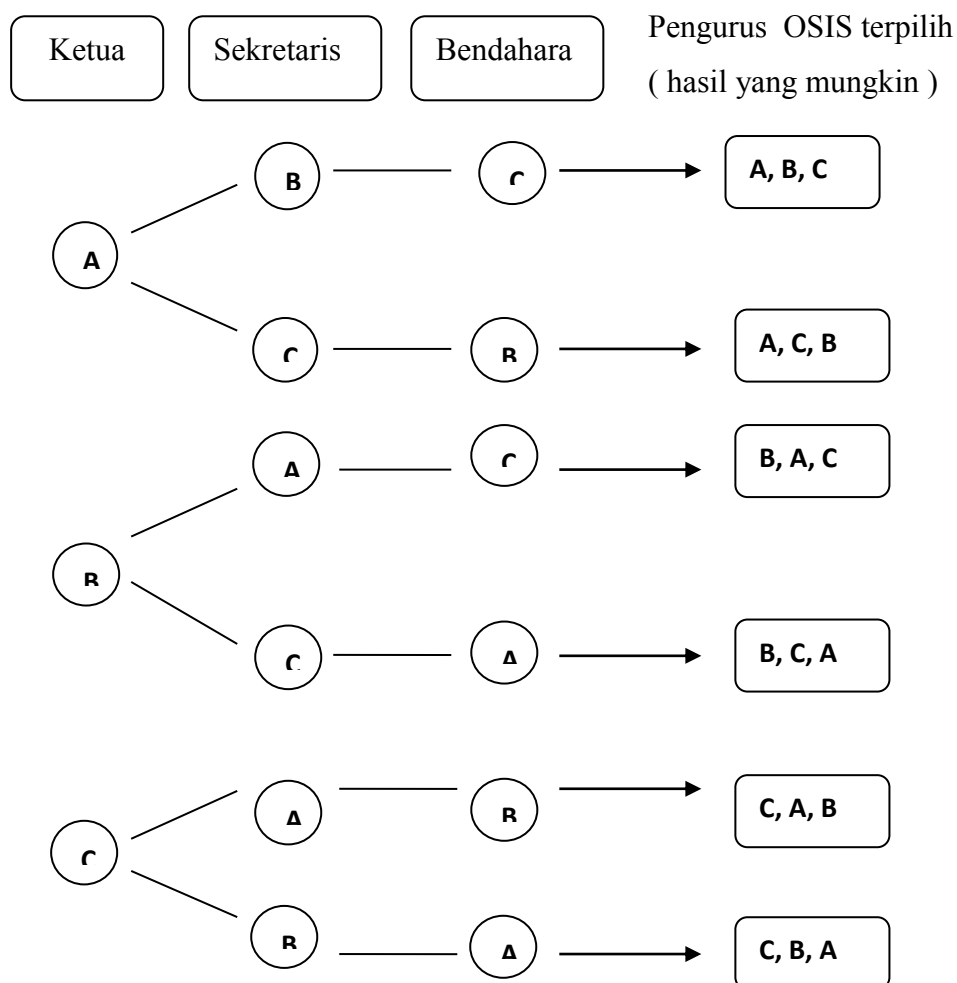 Ketua Sekretaris Bendahara Pengurus OSIS terpilih
( hasil yang mungkin )
B C A, B, C
A
C B A, C, B
A C B, A, C
B
C A B, C, A
A B C, A, B
C
B A C, B, A